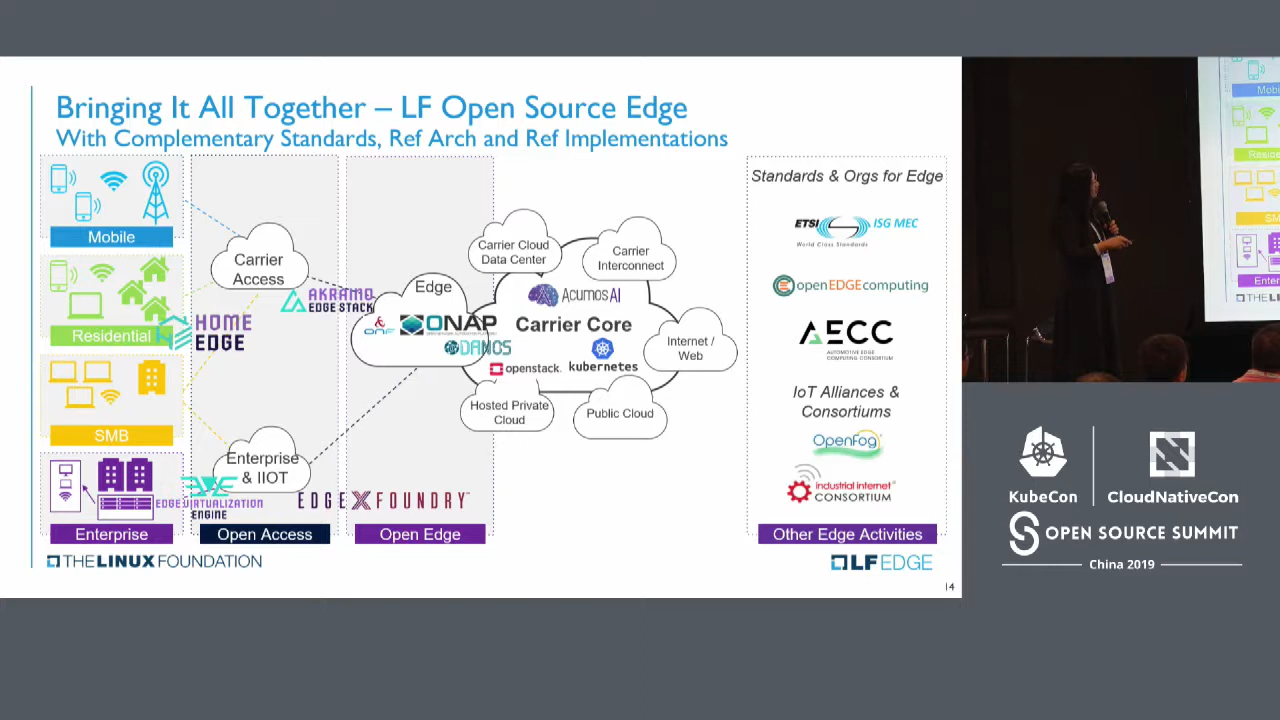 Bringing It All Together – LF Open Source Edge
With Complementary Standards, Ref Arch and Ref Implementations
Mobile
Residential
SMB
Enterprise
Carrier
Access
HOME
EDGE
AKRAINO
EDGE STACK
Enterprise
& IIOT
EDGE VIRTUALIZATION
ENGINE
Open Access
EDGE X FOUNDRY
Open Edge
Edge
ONF
ONAP
DANOS
Carrier Cloud
Data Center
Carrier
Interconnect
Acumos AI
Carrier Core
openstack.
kubernetes
Internet /
Web
Hosted Private
Cloud
Public Cloud
Standards & Orgs for Edge
ETSI
ISG MEC
World Class Standards
openEDGEcomputing
AECC
AUTOMOTIVE EDGE
COMPUTING CONSORTIUM
IoT Alliances &
Consortiums
OpenFog
industrial internet
CONSORTIUM
Other Edge Activities
THE LINUX FOUNDATION
LF EDGE
14
KubeCon
CloudNativeCon
OPEN SOURCE SUMMIT
China 2019